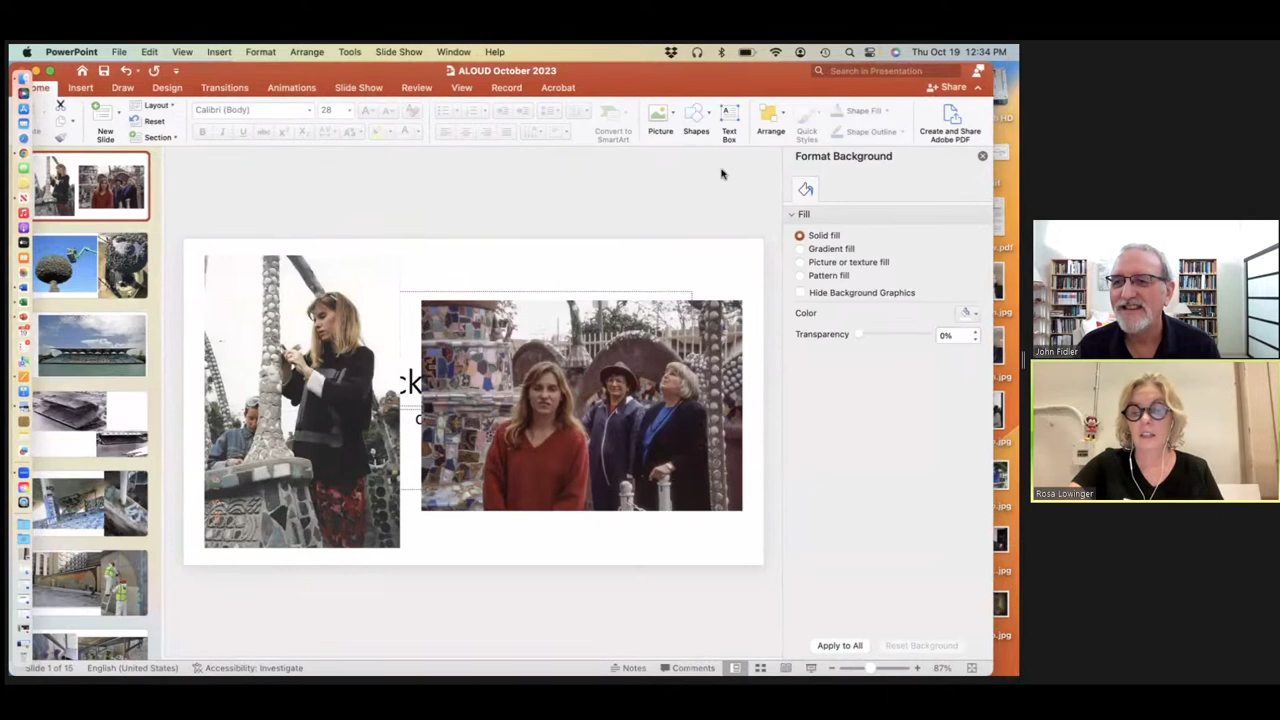 PowerPoint File Edit View Insert Format Arrange Tools Slide Show Window Help Thu Oct 19 12:34 PM
ALOUD October 2023
Search in Presentation
Insert Draw Design Transitions Animations Slide Show Review View Record Acrobat Share
New Slide
Layout
Reset
Section
Calibri (Body) 28
Convert to SmartArt
Picture
Shapes
Text Box
Arrange
Quick Styles
Shape Fill
Shape Outline
Create and Share Adobe PDF
Format Background
Fill
Solid fill
Gradient fill
Picture or texture fill
Pattern fill
Hide Background Graphics
Color
Transparency 0%
Apply to All Reset Background
Slide 1 of 15 English (United States) Accessibility: Investigate Notes Comments 87%
John Fidler
Rosa Lowinger